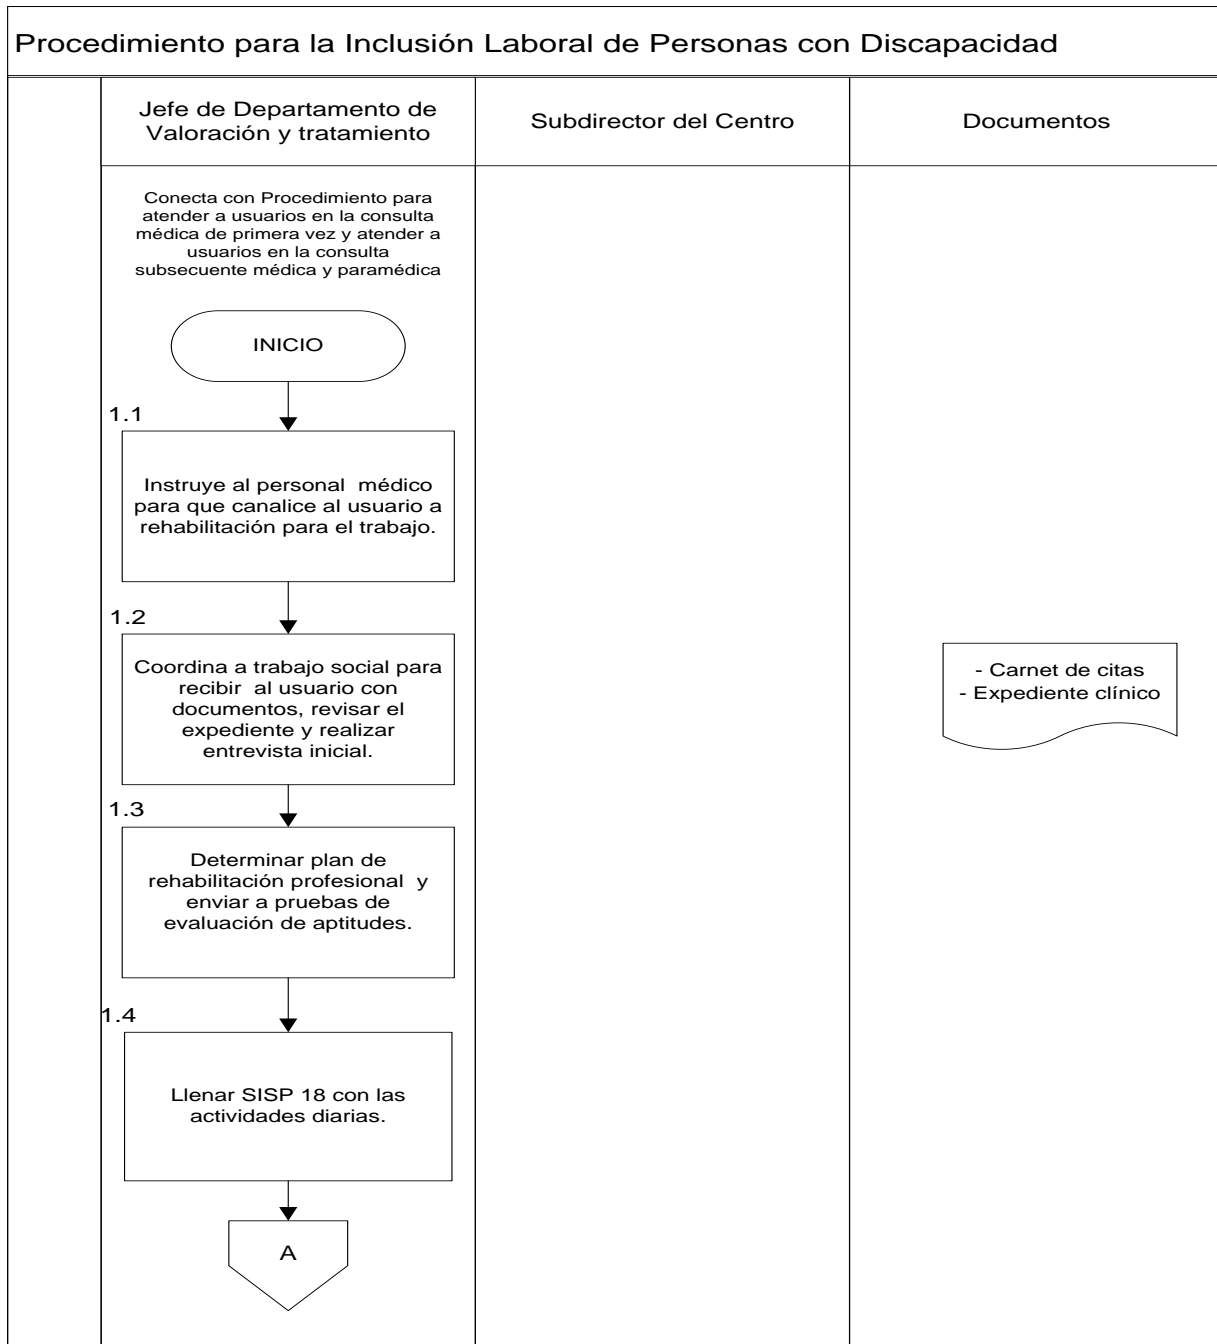 Procedimiento para la Inclusión Laboral de Personas con Discapacidad
Jefe de Departamento de
Valoración y tratamiento
Subdirector del Centro
Documentos
Conecta con Procedimiento para
atender a usuarios en la consulta
médica de primera vez y atender a
usuarios en la consulta
subsecuente médica y paramédica
INICIO
1.1
Instruye al personal médico
para que canalice al usuario a
rehabilitación para el trabajo.
1.2
Coordina a trabajo social para
recibir al usuario con
documentos, revisar el
expediente y realizar
entrevista inicial.
- Carnet de citas
- Expediente clínico
1.3
Determinar plan de
rehabilitación profesional y
enviar a pruebas de
evaluación de aptitudes.
1.4
Llenar SISP 18 con las
actividades diarias.
A